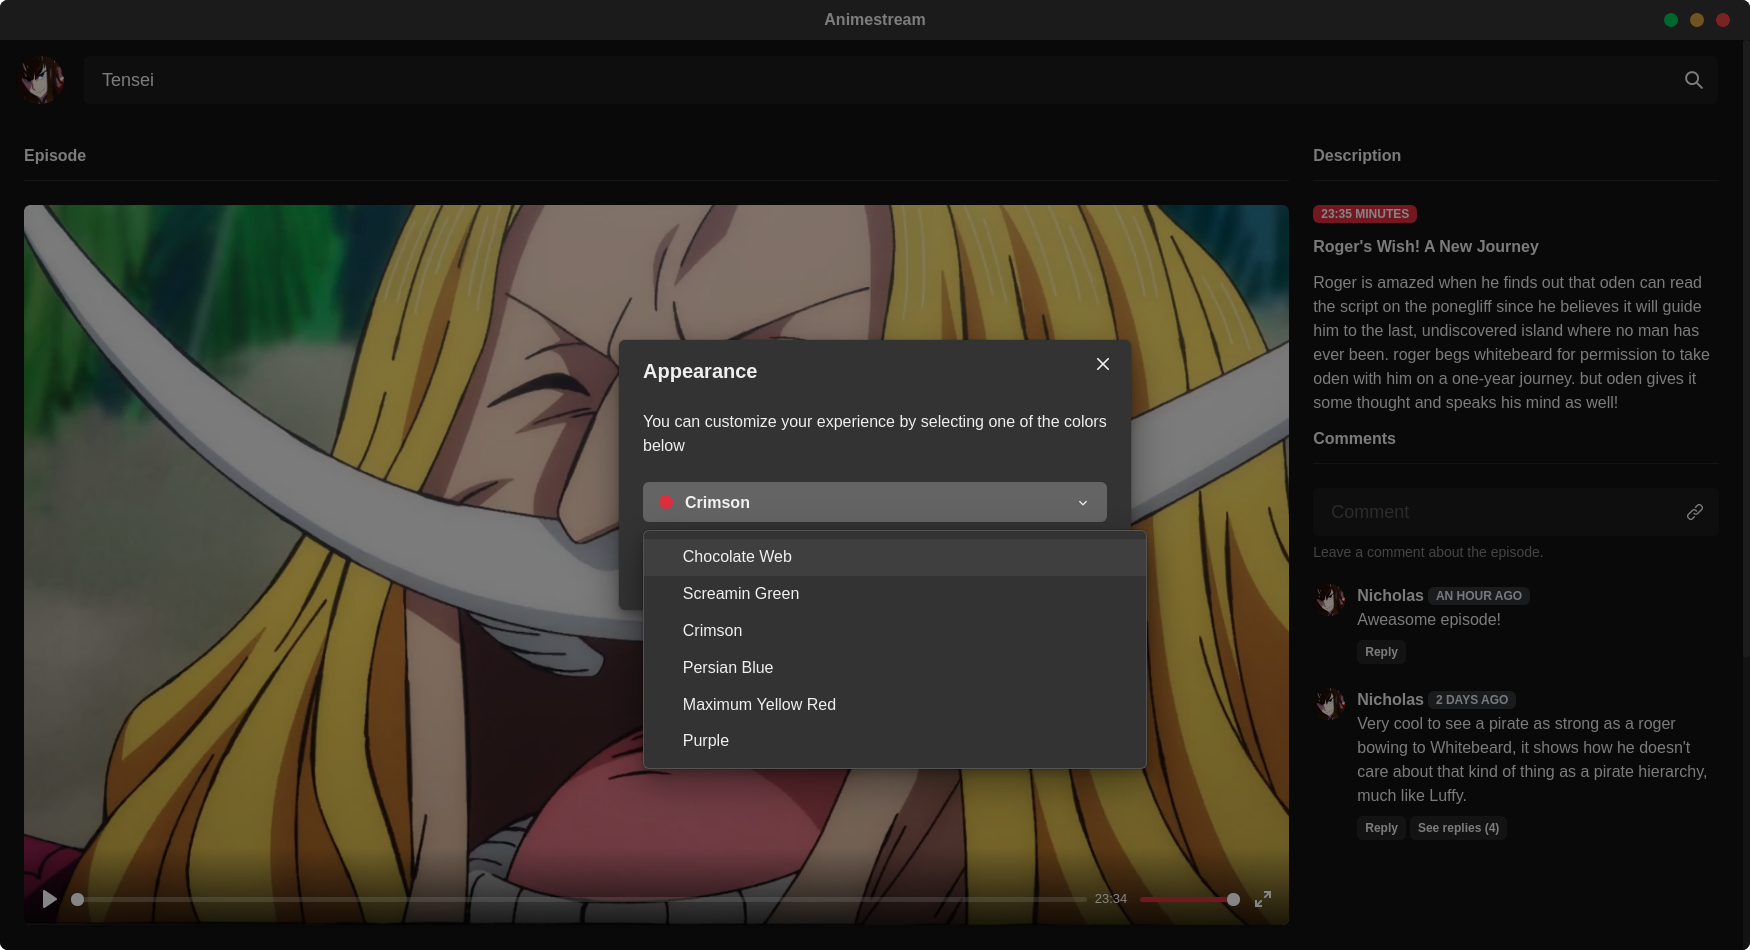 Animestream
Tensei
Episode
Description
23:35 MINUTES
Roger's Wish! A New Journey
Roger is amazed when he finds out that oden can read
the script on the ponegliff since he believes it will guide
him to the last, undiscovered island where no man has
ever been. roger begs whitebeard for permission to take
oden with him on a one-year journey. but oden gives it
some thought and speaks his mind as well!
Comments
Comment
Leave a comment about the episode.
Nicholas AN HOUR AGO
Aweasome episode!
Reply
Nicholas 2 DAYS AGO
Very cool to see a pirate as strong as a roger
bowing to Whitebeard, it shows how he doesn't
care about that kind of thing as a pirate hierarchy,
much like Luffy.
Reply See replies (4)
Appearance
You can customize your experience by selecting one of the colors
below
Crimson
Chocolate Web
Screamin Green
Crimson
Persian Blue
Maximum Yellow Red
Purple
23:34